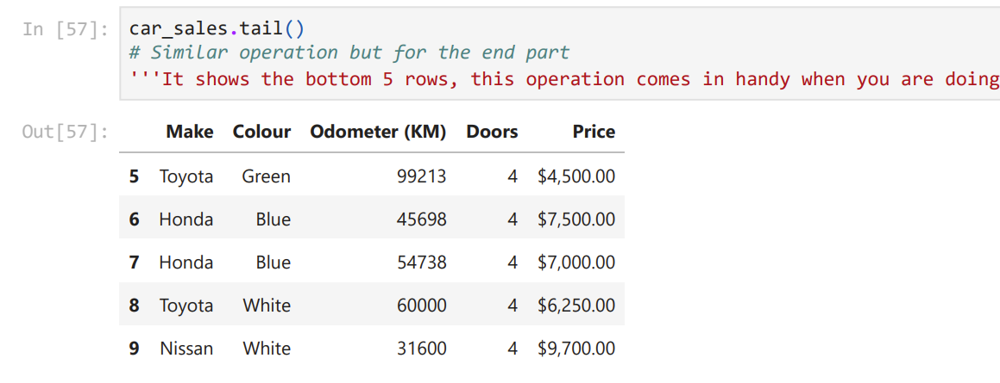 In [57]: car_sales.tail()
# Similar operation but for the end part
'''It shows the bottom 5 rows, this operation comes in handy when you are doing
Out[57]: Make Colour Odometer (KM) Doors Price
5 Toyota Green 99213 4 $4,500.00
6 Honda Blue 45698 4 $7,500.00
7 Honda Blue 54738 4 $7,000.00
8 Toyota White 60000 4 $6,250.00
9 Nissan White 31600 4 $9,700.00